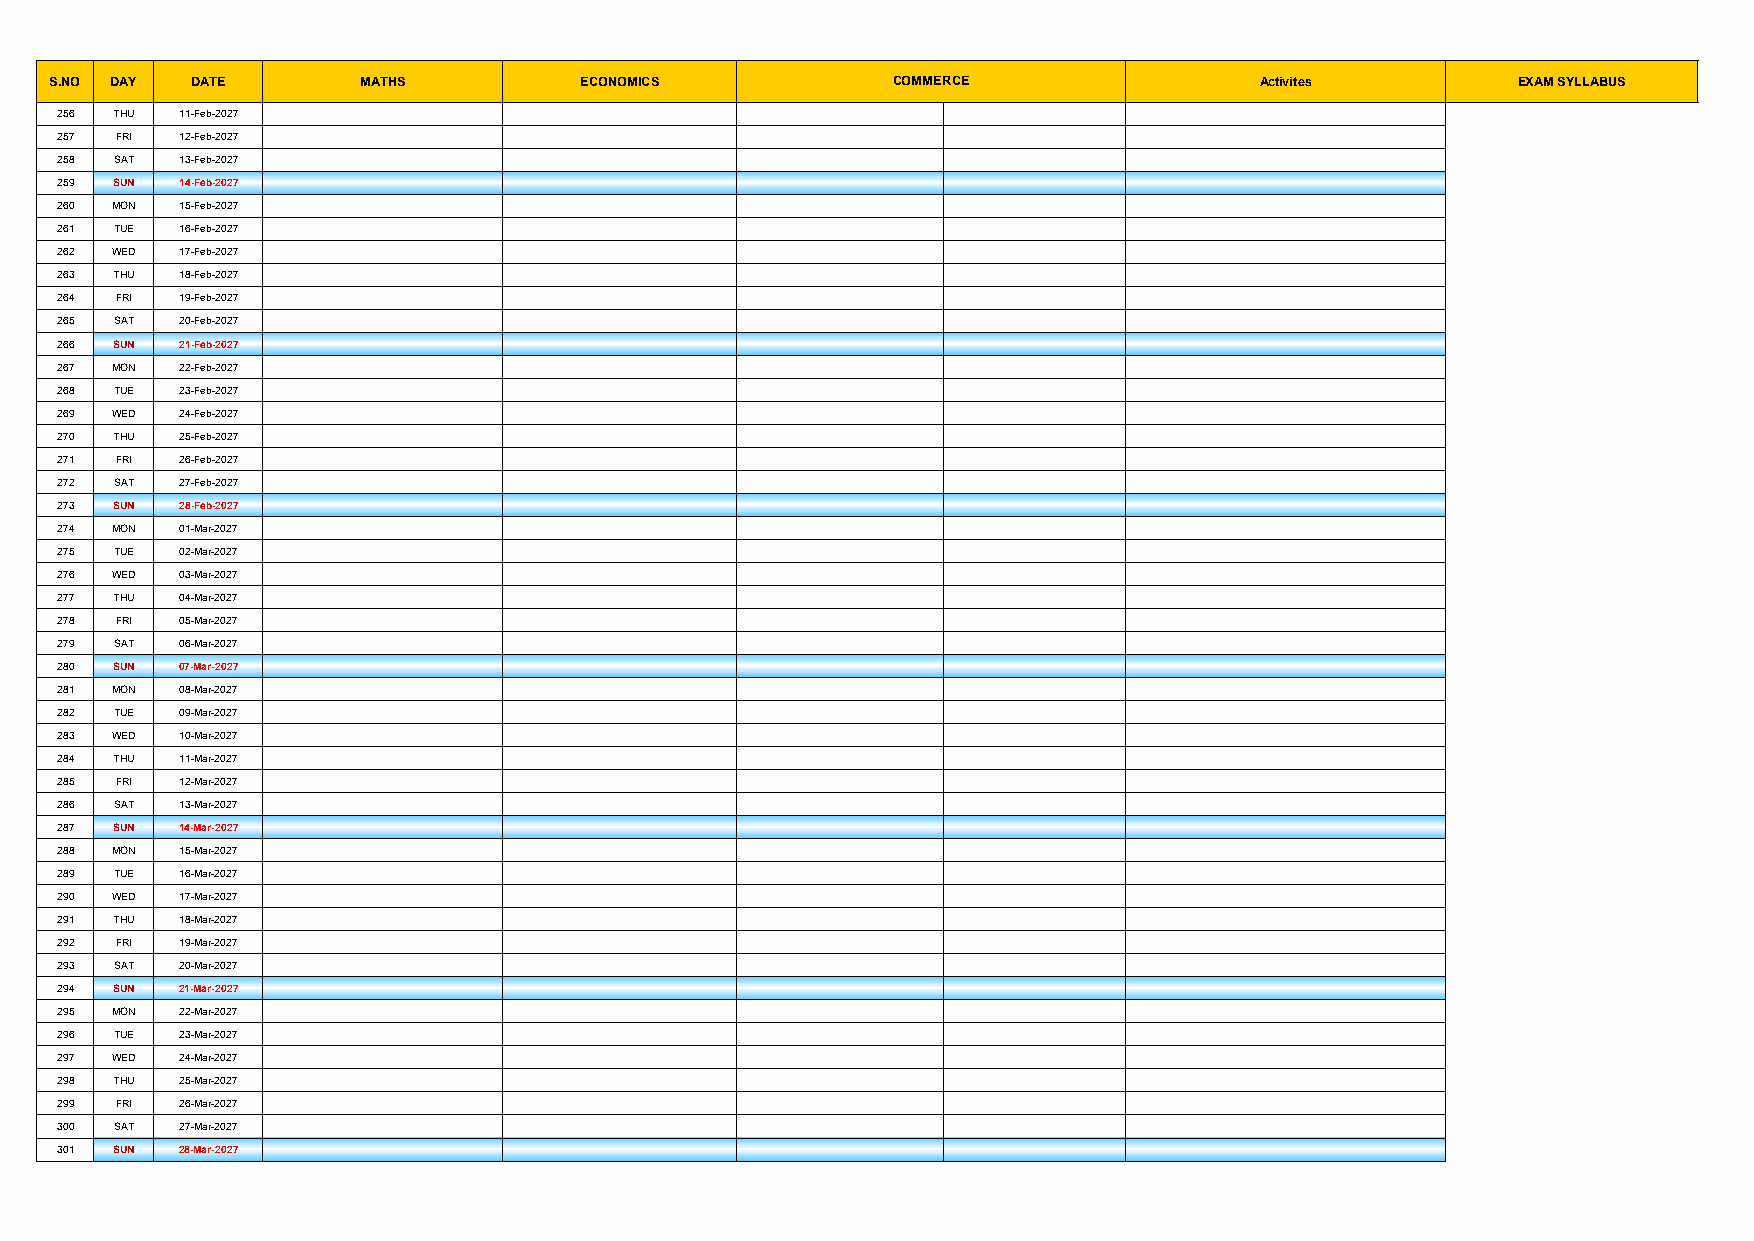 S.NO DAY DATE MATHS ECONOMICS COMMERCE Activites EXAM SYLLABUS
256 THU 11-Feb-2027
257 FRI 12-Feb-2027
258 SAT 13-Feb-2027
259 SUN 14-Feb-2027
260 MON 15-Feb-2027
261 TUE 16-Feb-2027
262 WED 17-Feb-2027
263 THU 18-Feb-2027
264 FRI 19-Feb-2027
265 SAT 20-Feb-2027
266 SUN 21-Feb-2027
267 MON 22-Feb-2027
268 TUE 23-Feb-2027
269 WED 24-Feb-2027
270 THU 25-Feb-2027
271 FRI 26-Feb-2027
272 SAT 27-Feb-2027
273 SUN 28-Feb-2027
274 MON 01-Mar-2027
275 TUE 02-Mar-2027
276 WED 03-Mar-2027
277 THU 04-Mar-2027
278 FRI 05-Mar-2027
279 SAT 06-Mar-2027
280 SUN 07-Mar-2027
281 MON 08-Mar-2027
282 TUE 09-Mar-2027
283 WED 10-Mar-2027
284 THU 11-Mar-2027
285 FRI 12-Mar-2027
286 SAT 13-Mar-2027
287 SUN 14-Mar-2027
288 MON 15-Mar-2027
289 TUE 16-Mar-2027
290 WED 17-Mar-2027
291 THU 18-Mar-2027
292 FRI 19-Mar-2027
293 SAT 20-Mar-2027
294 SUN 21-Mar-2027
295 MON 22-Mar-2027
296 TUE 23-Mar-2027
297 WED 24-Mar-2027
298 THU 25-Mar-2027
299 FRI 26-Mar-2027
300 SAT 27-Mar-2027
301 SUN 28-Mar-2027